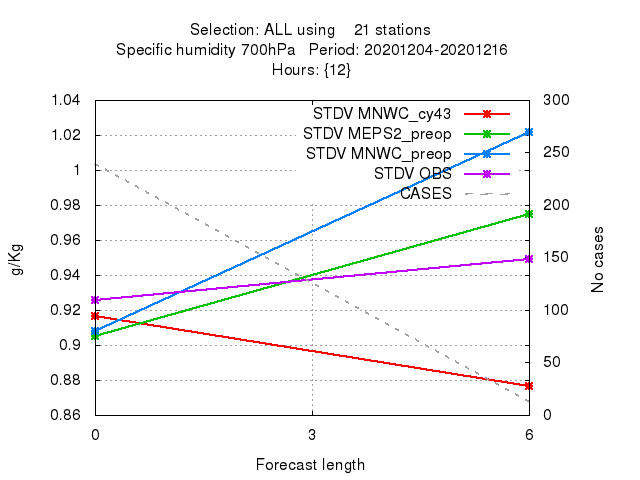 Selection: ALL using 21 stations
Specific humidity 700hPa Period: 20201204-20201216
Hours: {12}
1.04
1.02
1
0.98
0.96
0.94
0.92
0.9
0.88
0.86
g/Kg
STDV MNWC_cy43
STDV MEPS2_preop
STDV MNWC_preop
STDV OBS
CASES
300
250
200
150
100
50
0
No cases
0 3 6
Forecast length